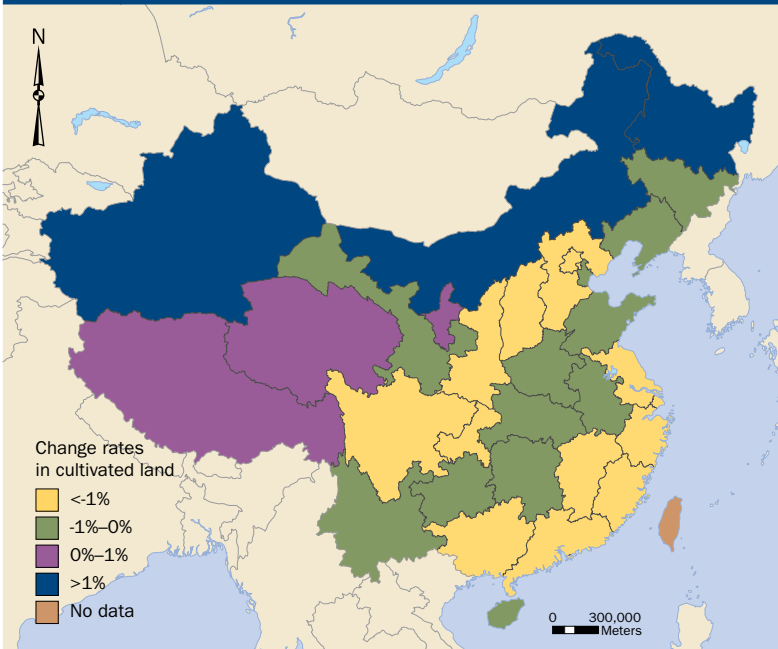 N
Change rates
in cultivated land
<-1%
-1%–0%
0%–1%
>1%
No data
0 300,000
Meters